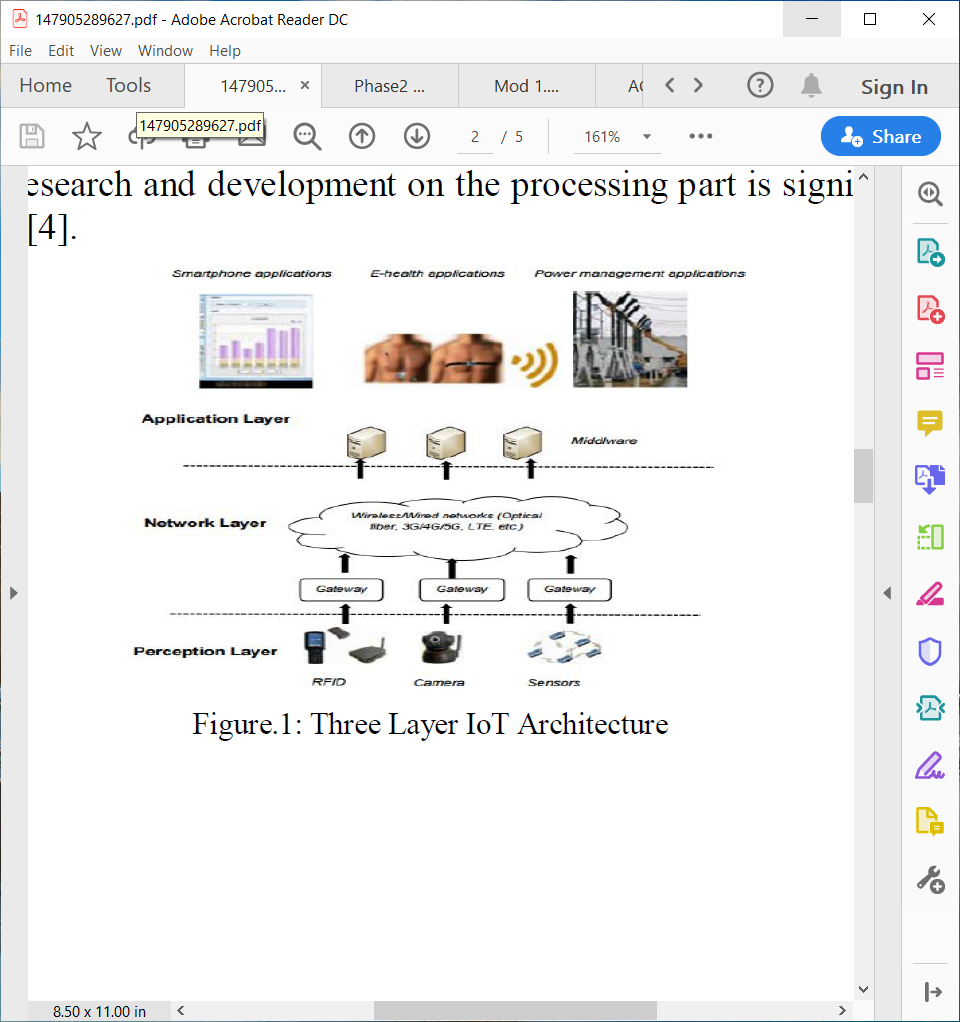 147905289627.pdf - Adobe Acrobat Reader DC
File Edit View Window Help
Home Tools 147905... × Phase2 ... Mod 1.... Sign In
147905289627.pdf
2 / 5 161% Share
esearch and development on the processing part is signi
[4].
Smartphone applications E-health applications Power management applications
Application Layer
Middlware
Network Layer
Wireless/Wired networks (Optical
fiber, 3G/4G/5G, LTE, etc.)
Gateway Gateway Gateway
Perception Layer
RFID Camera Sensors
Figure.1: Three Layer IoT Architecture
8.50 x 11.00 in